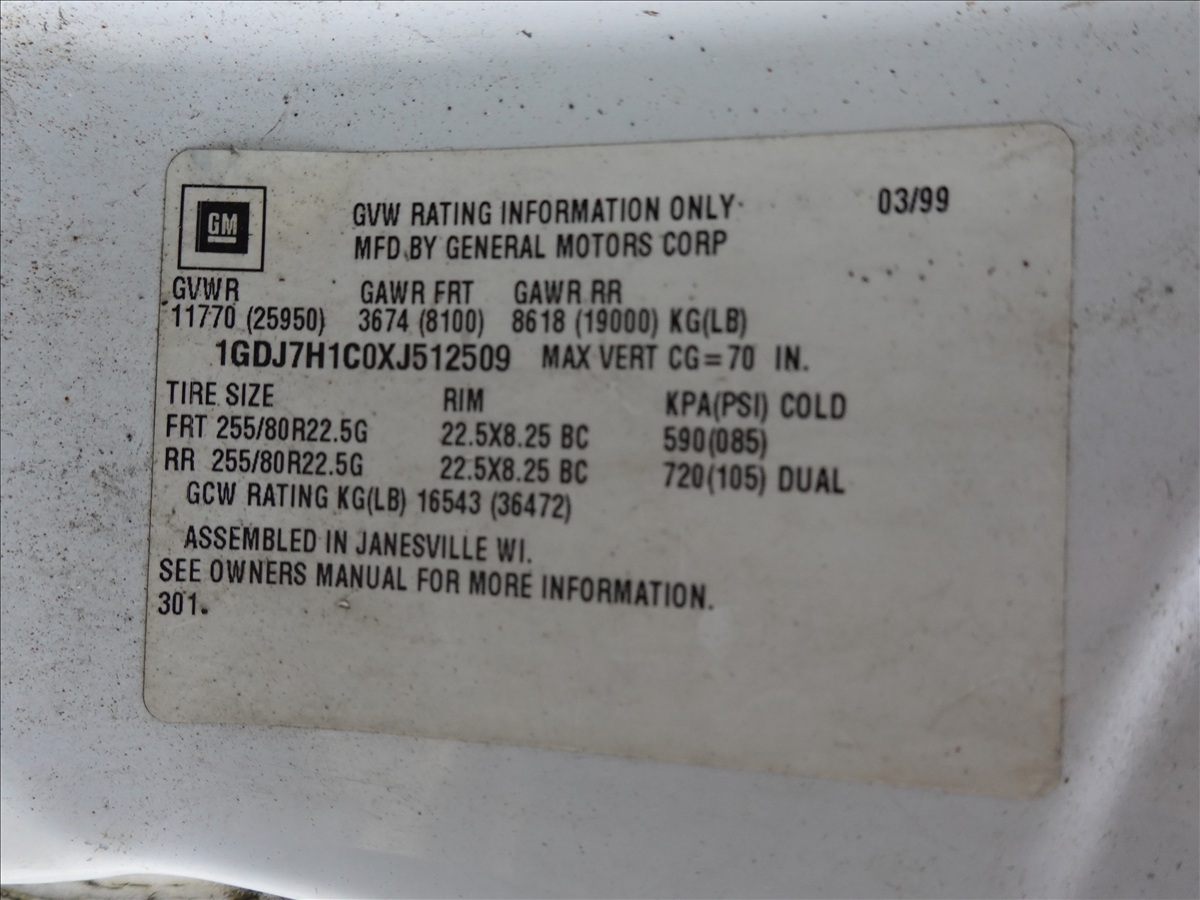 GM
GVW RATING INFORMATION ONLY 03/99
MFD BY GENERAL MOTORS CORP
GVWR GAWR FRT GAWR RR
11770 (25950) 3674 (8100) 8618 (19000) KG(LB)
1GDJ7H1C0XJ512509 MAX VERT CG=70 IN.
TIRE SIZE RIM KPA(PSI) COLD
FRT 255/80R22.5G 22.5X8.25 BC 590(085)
RR 255/80R22.5G 22.5X8.25 BC 720(105) DUAL
GCW RATING KG(LB) 16543 (36472)
ASSEMBLED IN JANESVILLE WI.
SEE OWNERS MANUAL FOR MORE INFORMATION.
301.